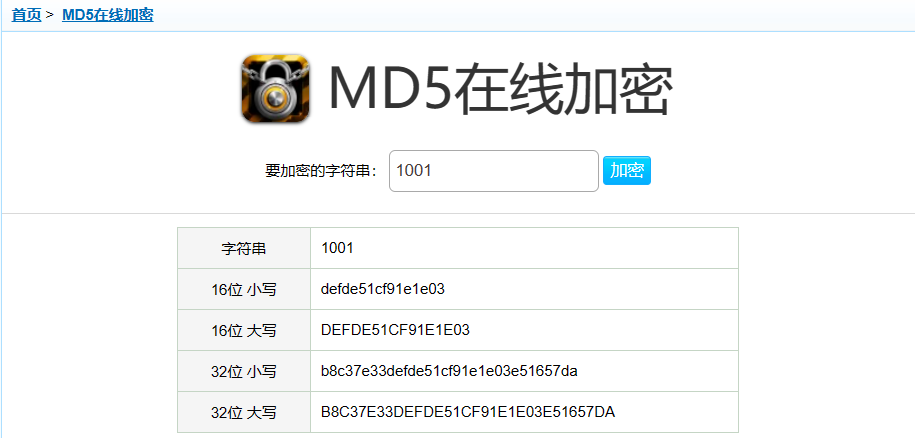 首页 > MD5在线加密
MD5在线加密
要加密的字符串： 1001 加密
字符串 1001
16位 小写 defde51cf91e1e03
16位 大写 DEFDE51CF91E1E03
32位 小写 b8c37e33defde51cf91e1e03e51657da
32位 大写 B8C37E33DEFDE51CF91E1E03E51657DA